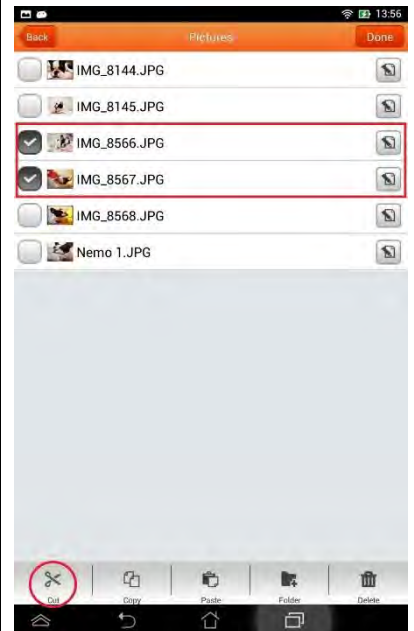 13:56
Back Pictures Done
IMG_8144.JPG
IMG_8145.JPG
IMG_8566.JPG
IMG_8567.JPG
IMG_8568.JPG
Nemo 1.JPG
Cut Copy Paste Folder Delete